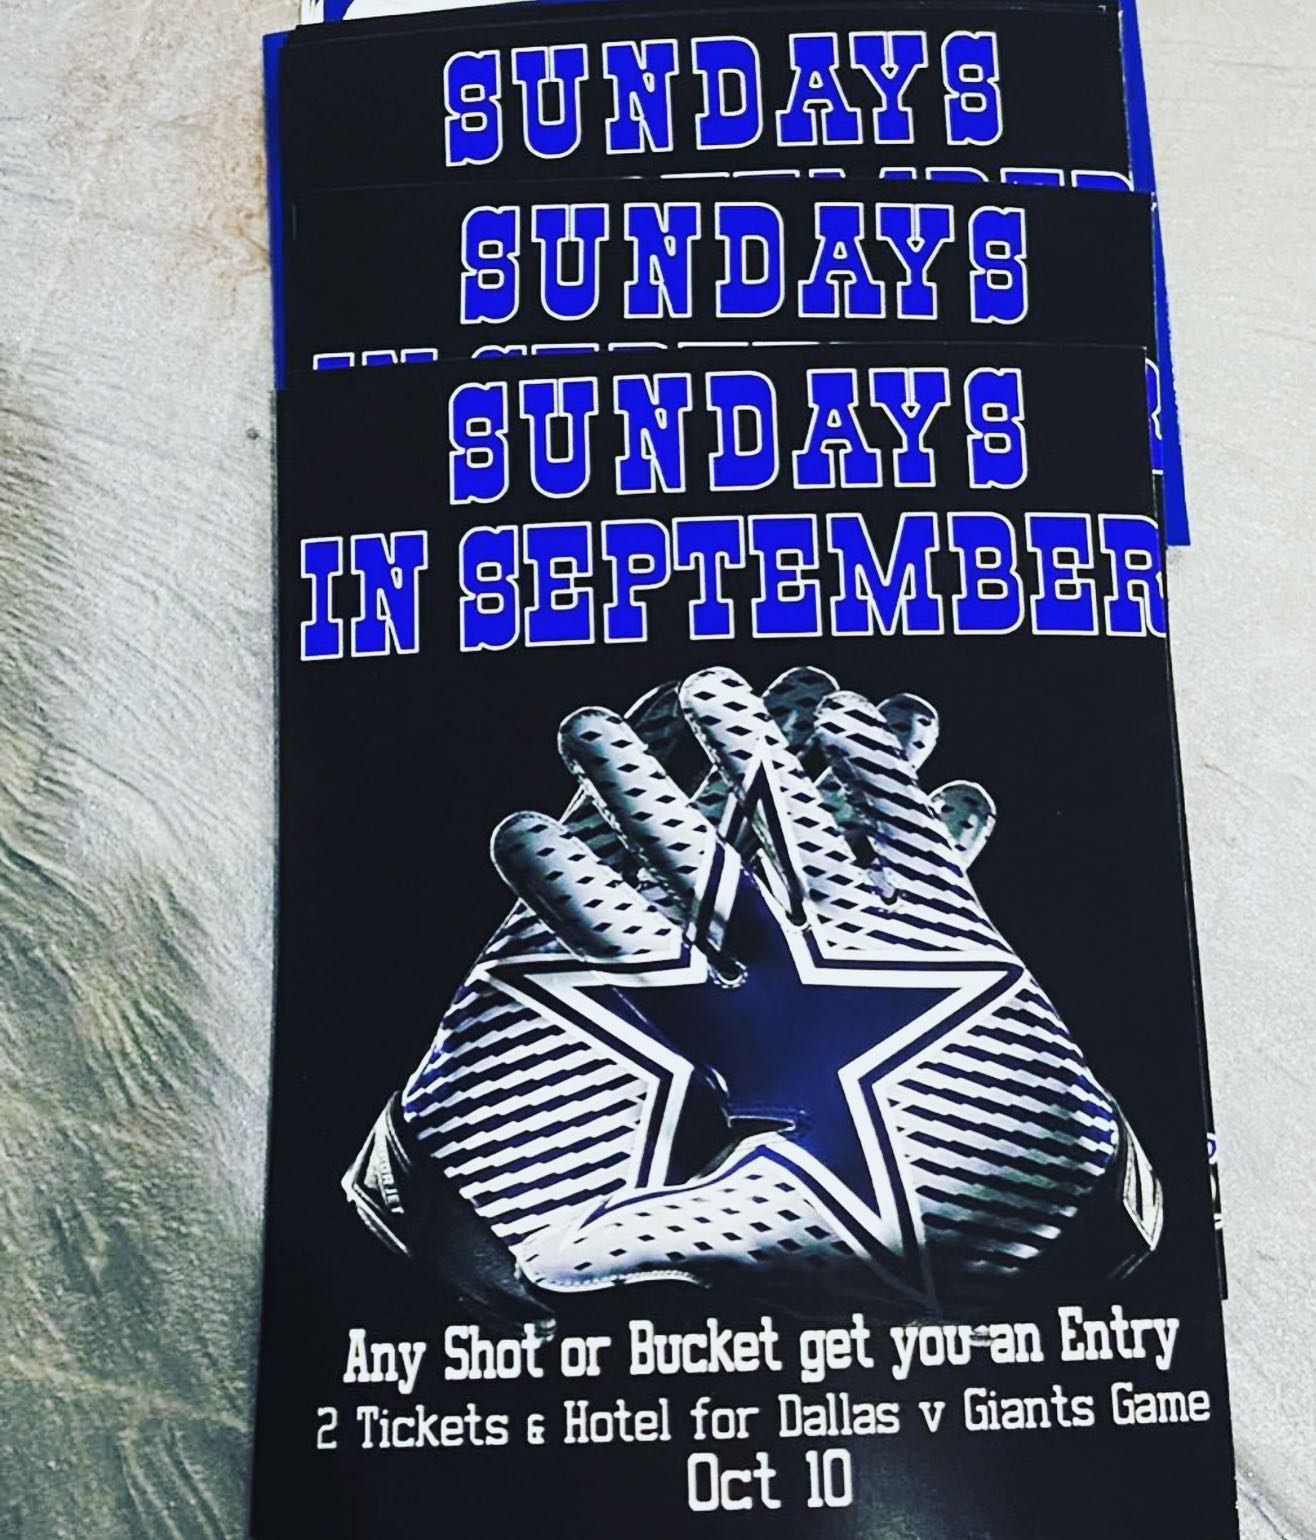 SUNDAYS
SUNDAYS
SUNDAYS
IN SEPTEMBER
Any Shot or Bucket get you an Entry
2 Tickets & Hotel for Dallas v Giants Game
Oct 10